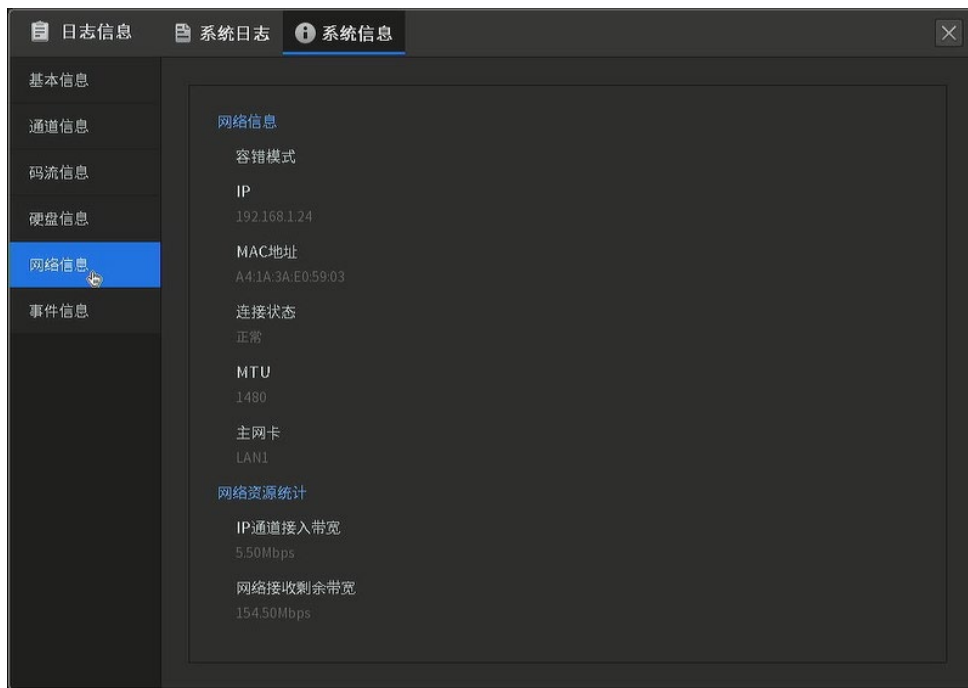 日志信息
系统日志
系统信息
基本信息
通道信息
码流信息
硬盘信息
网络信息
事件信息
网络信息
容错模式
IP
192.168.1.24
MAC地址
A4:1A:3A:E0:59:03
连接状态
正常
MTU
1480
主网卡
LAN1
网络资源统计
IP通道接入带宽
5.50Mbps
网络接收剩余带宽
154.50Mbps